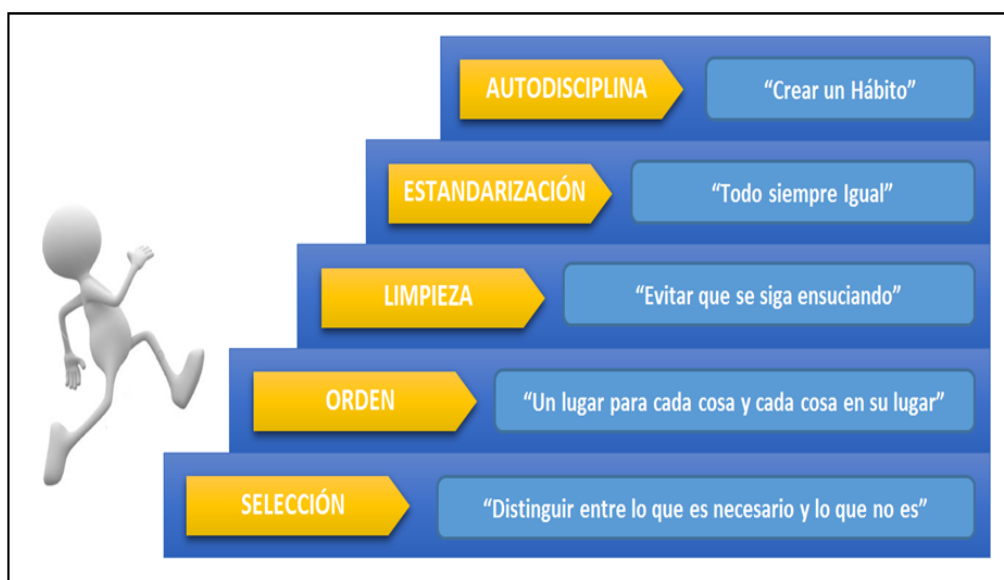 AUTODISCIPLINA
“Crear un Hábito”
ESTANDARIZACIÓN
“Todo siempre Igual”
LIMPIEZA
“Evitar que se siga ensuciando”
ORDEN
“Un lugar para cada cosa y cada cosa en su lugar”
SELECCIÓN
“Distinguir entre lo que es necesario y lo que no es”